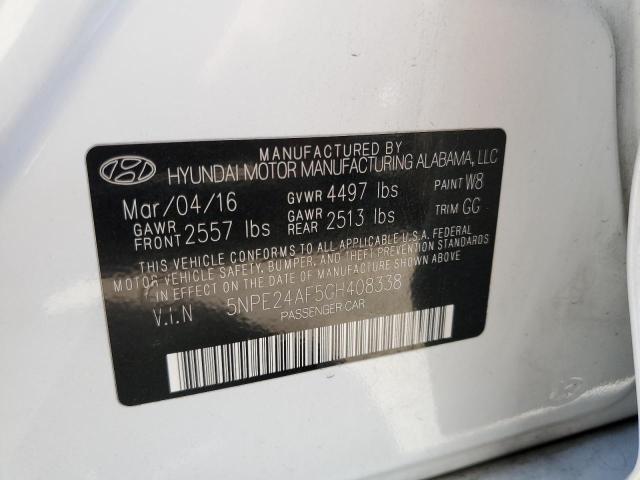 MANUFACTURED BY
HYUNDAI MOTOR MANUFACTURING ALABAMA, LLC
Mar/04/16 GVWR 4497 lbs PAINT W8
GAWR FRONT 2557 lbs GAWR REAR 2513 lbs TRIM GG
THIS VEHICLE CONFORMS TO ALL APPLICABLE U.S.A. FEDERAL
MOTOR VEHICLE SAFETY, BUMPER, AND THEFT PREVENTION STANDARDS
IN EFFECT ON THE DATE OF MANUFACTURE SHOWN ABOVE
V.i.N 5NPE24AF5GH408338
PASSENGER CAR